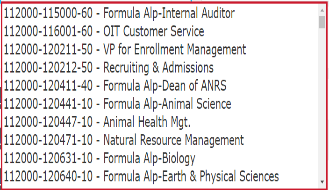 112000-115000-60 - Formula Alp-Internal Auditor
112000-116001-60 - OIT Customer Service
112000-120211-50 - VP for Enrollment Management
112000-120212-50 - Recruiting & Admissions
112000-120411-40 - Formula Alp-Dean of ANRS
112000-120441-10 - Formula Alp-Animal Science
112000-120447-10 - Animal Health Mgt.
112000-120471-10 - Natural Resource Management
112000-120631-10 - Formula Alp-Biology
112000-120640-10 - Formula Alp-Earth & Physical Sciences